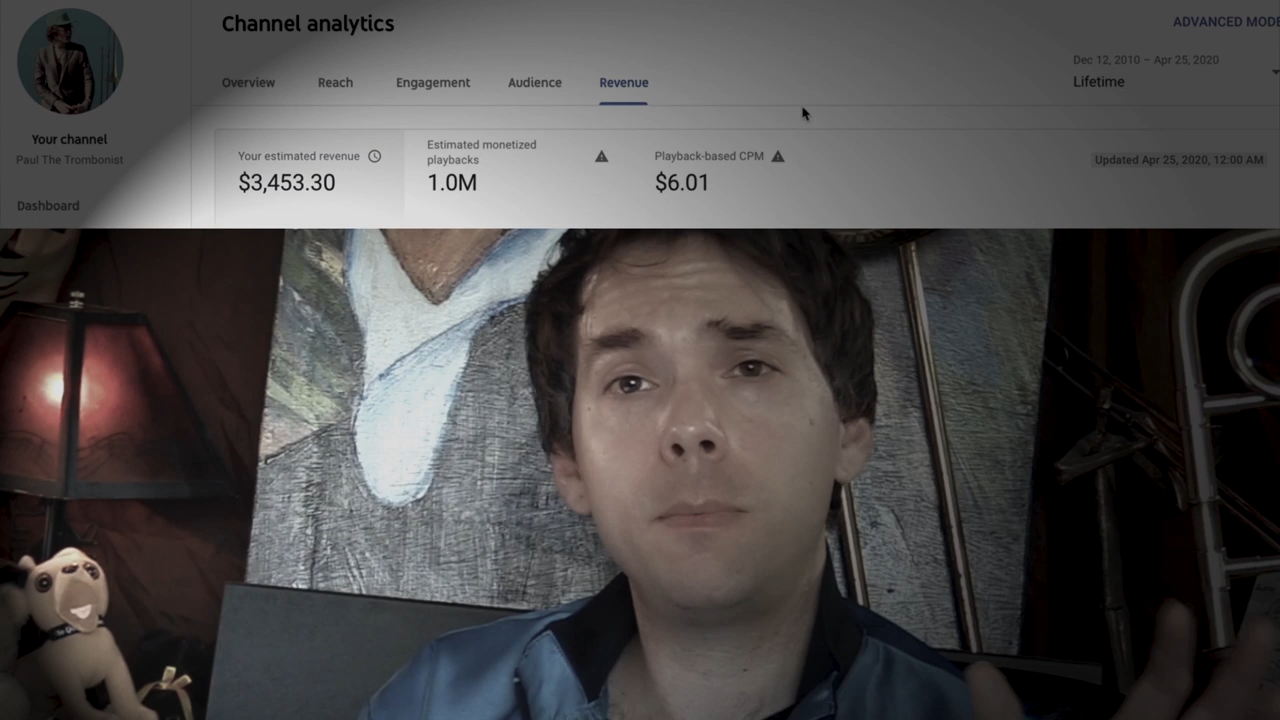 Channel analytics
ADVANCED MODE
Dec 12, 2010 – Apr 25, 2020
Lifetime
Overview
Reach
Engagement
Audience
Revenue
Your channel
Paul The Trombonist
Dashboard
Your estimated revenue
$3,453.30
Estimated monetized
playbacks
1.0M
Playback-based CPM
$6.01
Updated Apr 25, 2020, 12:00 AM